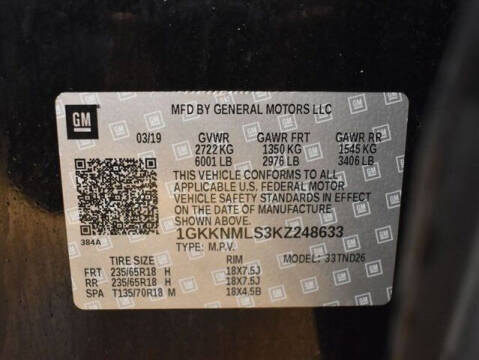 GM
MFD BY GENERAL MOTORS LLC
03/19 GVWR GAWR FRT GAWR RR
2722 KG 1350 KG 1545 KG
6001 LB 2976 LB 3406 LB
THIS VEHICLE CONFORMS TO ALL
APPLICABLE U.S. FEDERAL MOTOR
VEHICLE SAFETY STANDARDS IN EFFECT
ON THE DATE OF MANUFACTURE
SHOWN ABOVE.
384A
1GKKNMLS3KZ248633
TYPE: M.P.V. MODEL: 33TND26
TIRE SIZE RIM
FRT 235/65R18 H 18X7.5J
RR 235/65R18 H 18X7.5J
SPA T135/70R18 M 18X4.5B